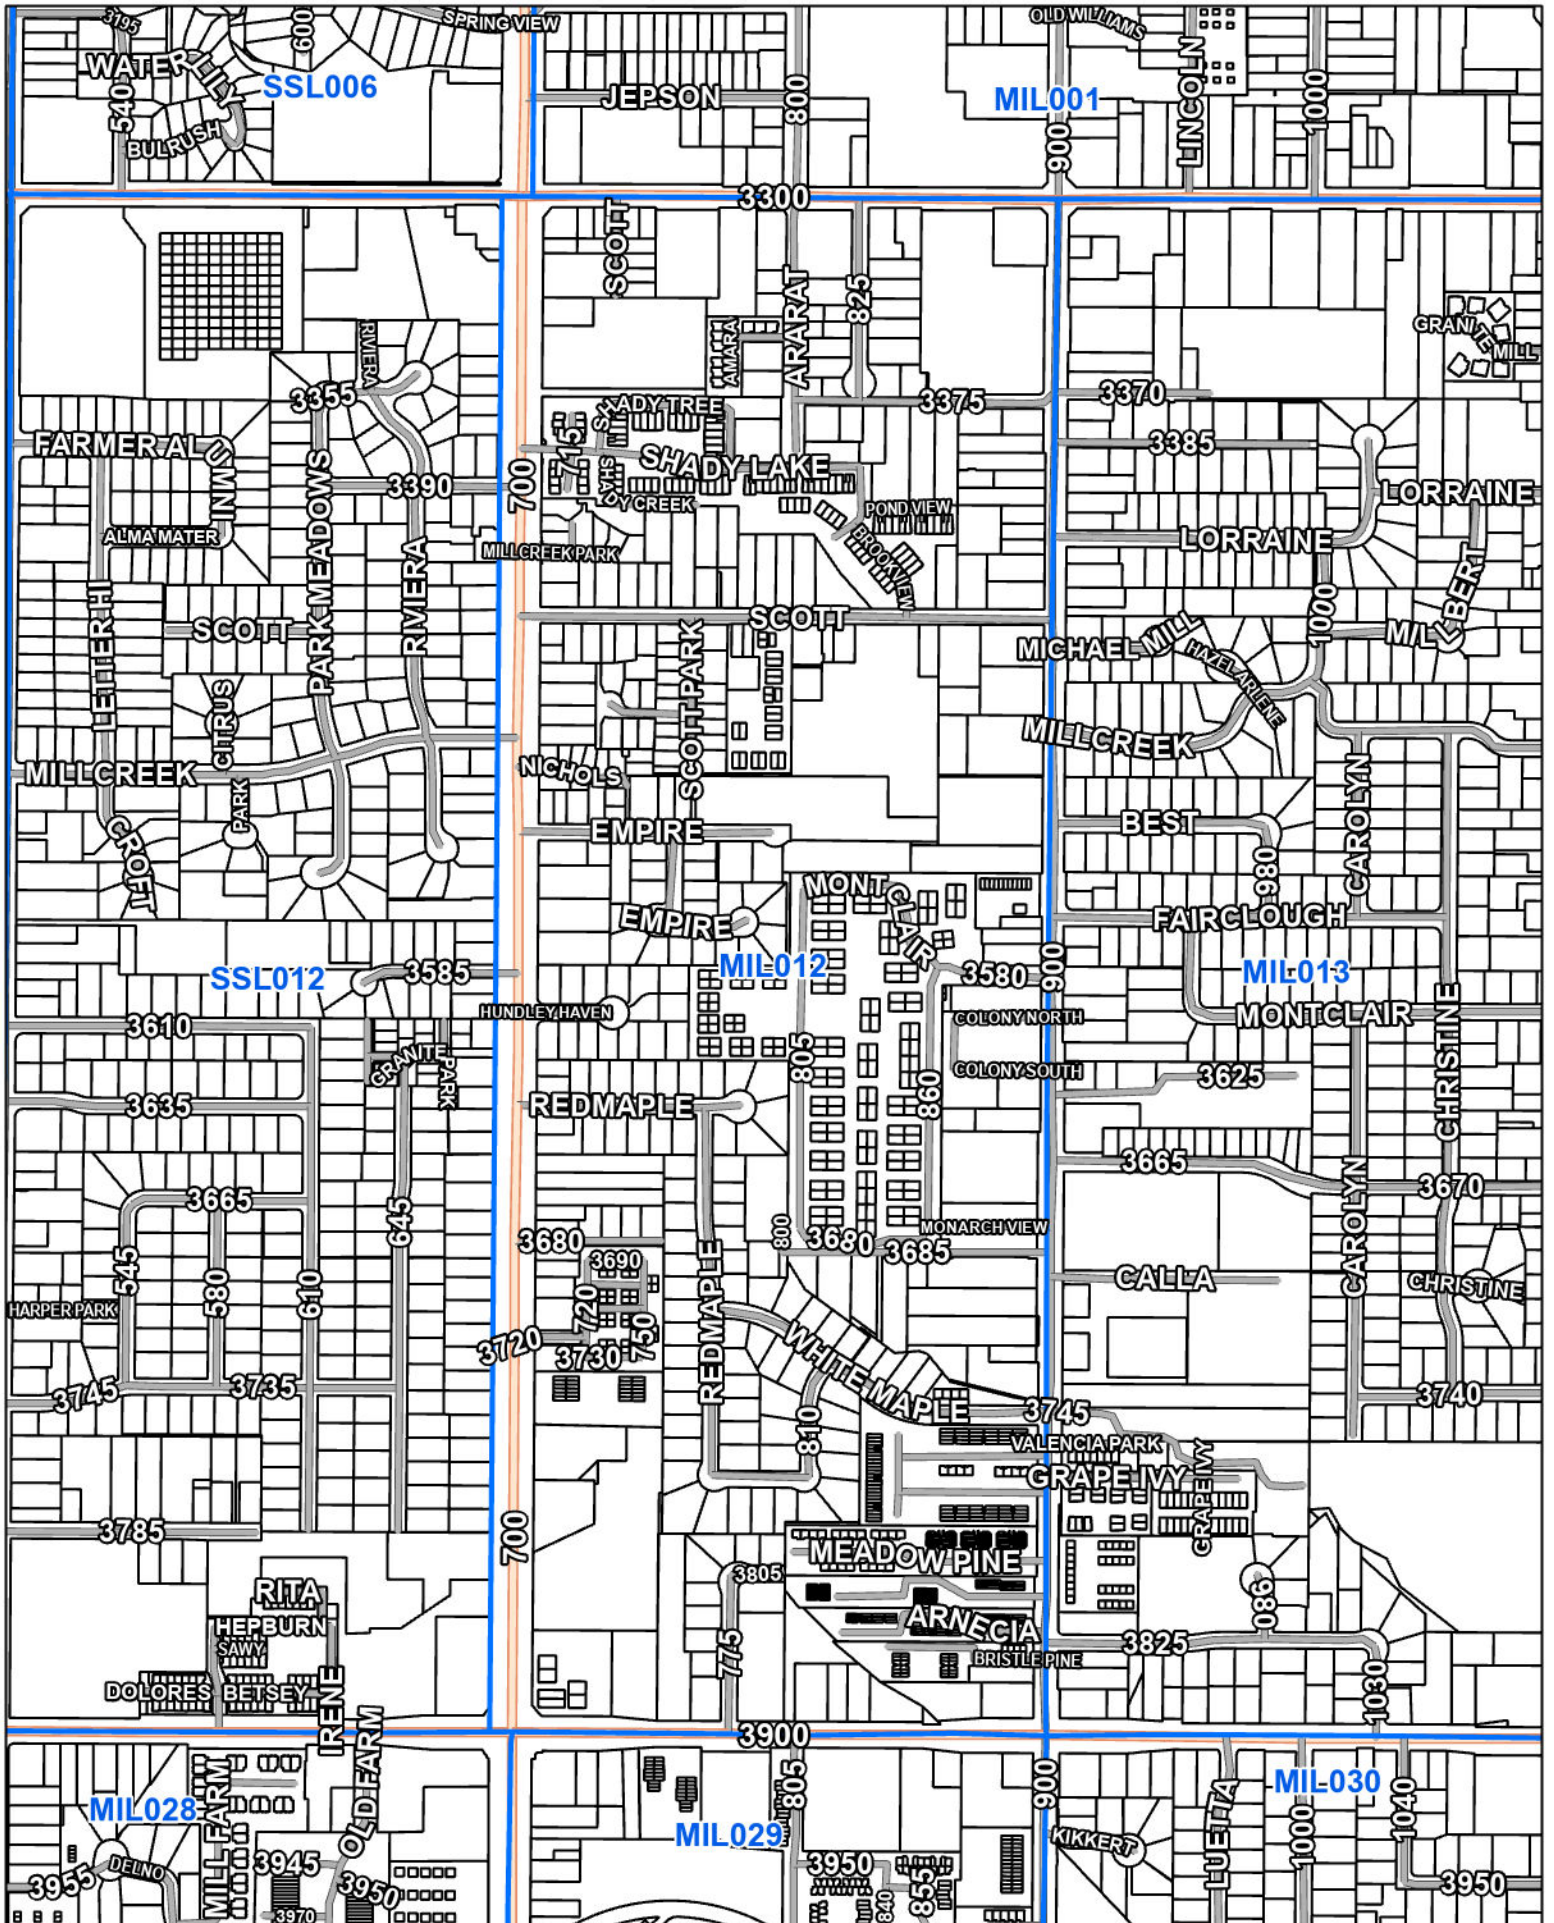 3195
SPRING VIEW
OLD WILLIAMS
600
WATER LILY
SSL006
LINCOLN
540
JEPSON
800
MIL001
1000
BULRUSH
900
3300
SCOTT
ARARAT
825
RIVIERA
AMARA
GRANITE MILL
3355
SHADY TREE
3375
3370
FARMER AL
UWINN
715
3385
SHADY LAKE
PARK MEADOWS
3390
700
SHADY CREEK
POND VIEW
LORRAINE
ALMA MATER
MILLCREEK PARK
BROOKVIEW
LORRAINE
RIVIERA
LBERT
LEITER HI
SCOTT
SCOTT
1000
SCOTT PARK
MICHAEL MILL
MIL
HAZEL ARLENE
CITRUS
MILLCREEK
MILLCREEK
NICHOLS
PARK
CROFT
EMPIRE
BEST
CAROLYN
980
MONTCLAIR
EMPIRE
FAIRCLOUGH
SSL012
3585
MIL012
3580
900
MIL013
HUNDLEY HAVEN
COLONY NORTH
MONTCLAIR
CHRISTINE
3610
GRANITE PARK
805
COLONY SOUTH
3625
3635
REDMAPLE
860
3665
3665
645
CAROLYN
3670
800
MONARCH VIEW
3680
3680
3685
545
580
610
3690
REDMAPLE
CALLA
CHRISTINE
HARPER PARK
720
750
3720
3730
WHITE MAPLE
3745
3735
3740
3745
810
VALENCIA PARK
GRAPE IVY
GRAPE IVY
3785
700
MEADOW PINE
RITA
3805
980
HEPBURN
ARNECIA
SAWY
775
3825
BRISTLE PINE
DOLORES
BETSEY
IRENE
1030
OLD FARM
3900
MIL028
MILL FARM
805
900
MIL030
MIL029
LUETTA
1000
1040
KIKKERT
3955
DELNO
3945
3950
3950
855
3950
840
3970